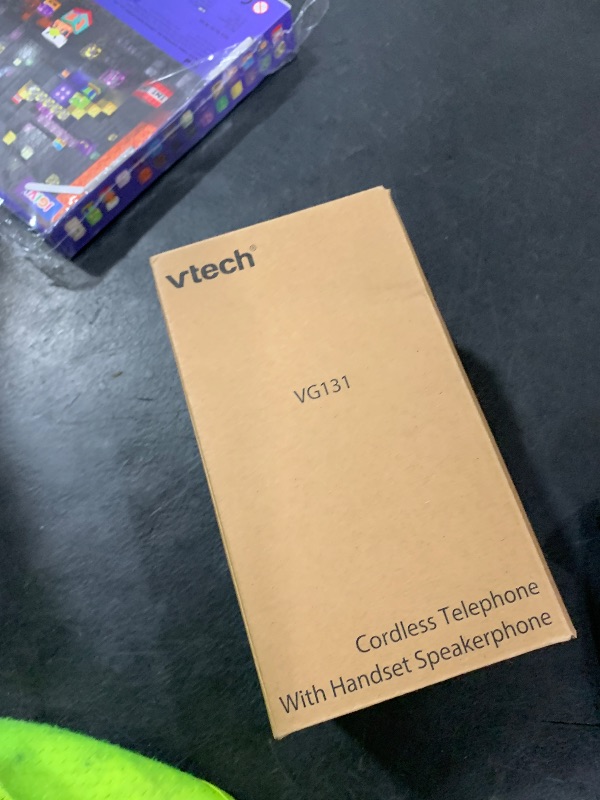 vtech®
VG131
Cordless Telephone
With Handset Speakerphone